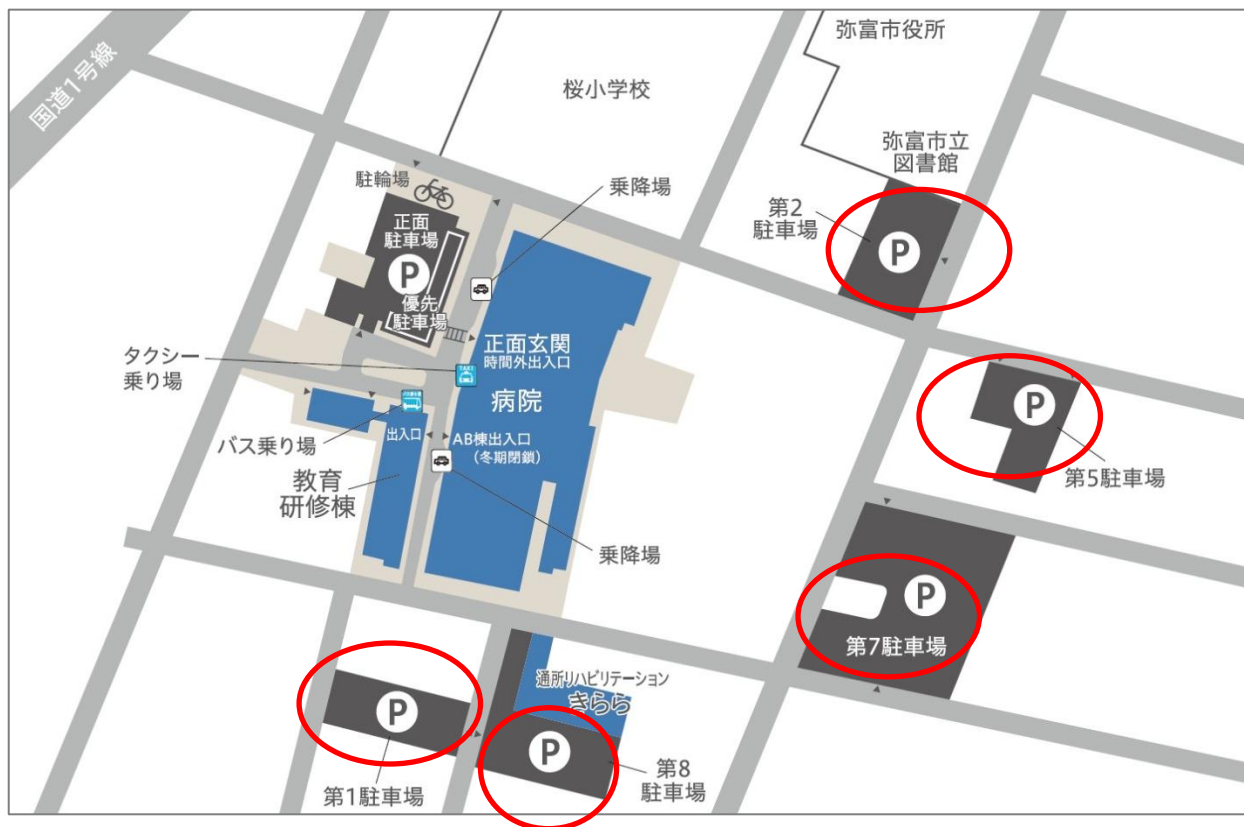 弥富市役所
国道1号線
桜小学校
弥富市立
図書館
駐輪場
乗降場
第2
駐車場
P
正面
駐車場
P
優先
駐車場
正面玄関
時間外出入口
タクシー
乗り場
TAXI
病院
P
第5駐車場
バス乗り場
出入口
AB棟出入口
(冬期閉鎖)
教育
研修棟
乗降場
P
第7駐車場
通所リハビリテーション
きらら
P
第1駐車場
P
第8
駐車場